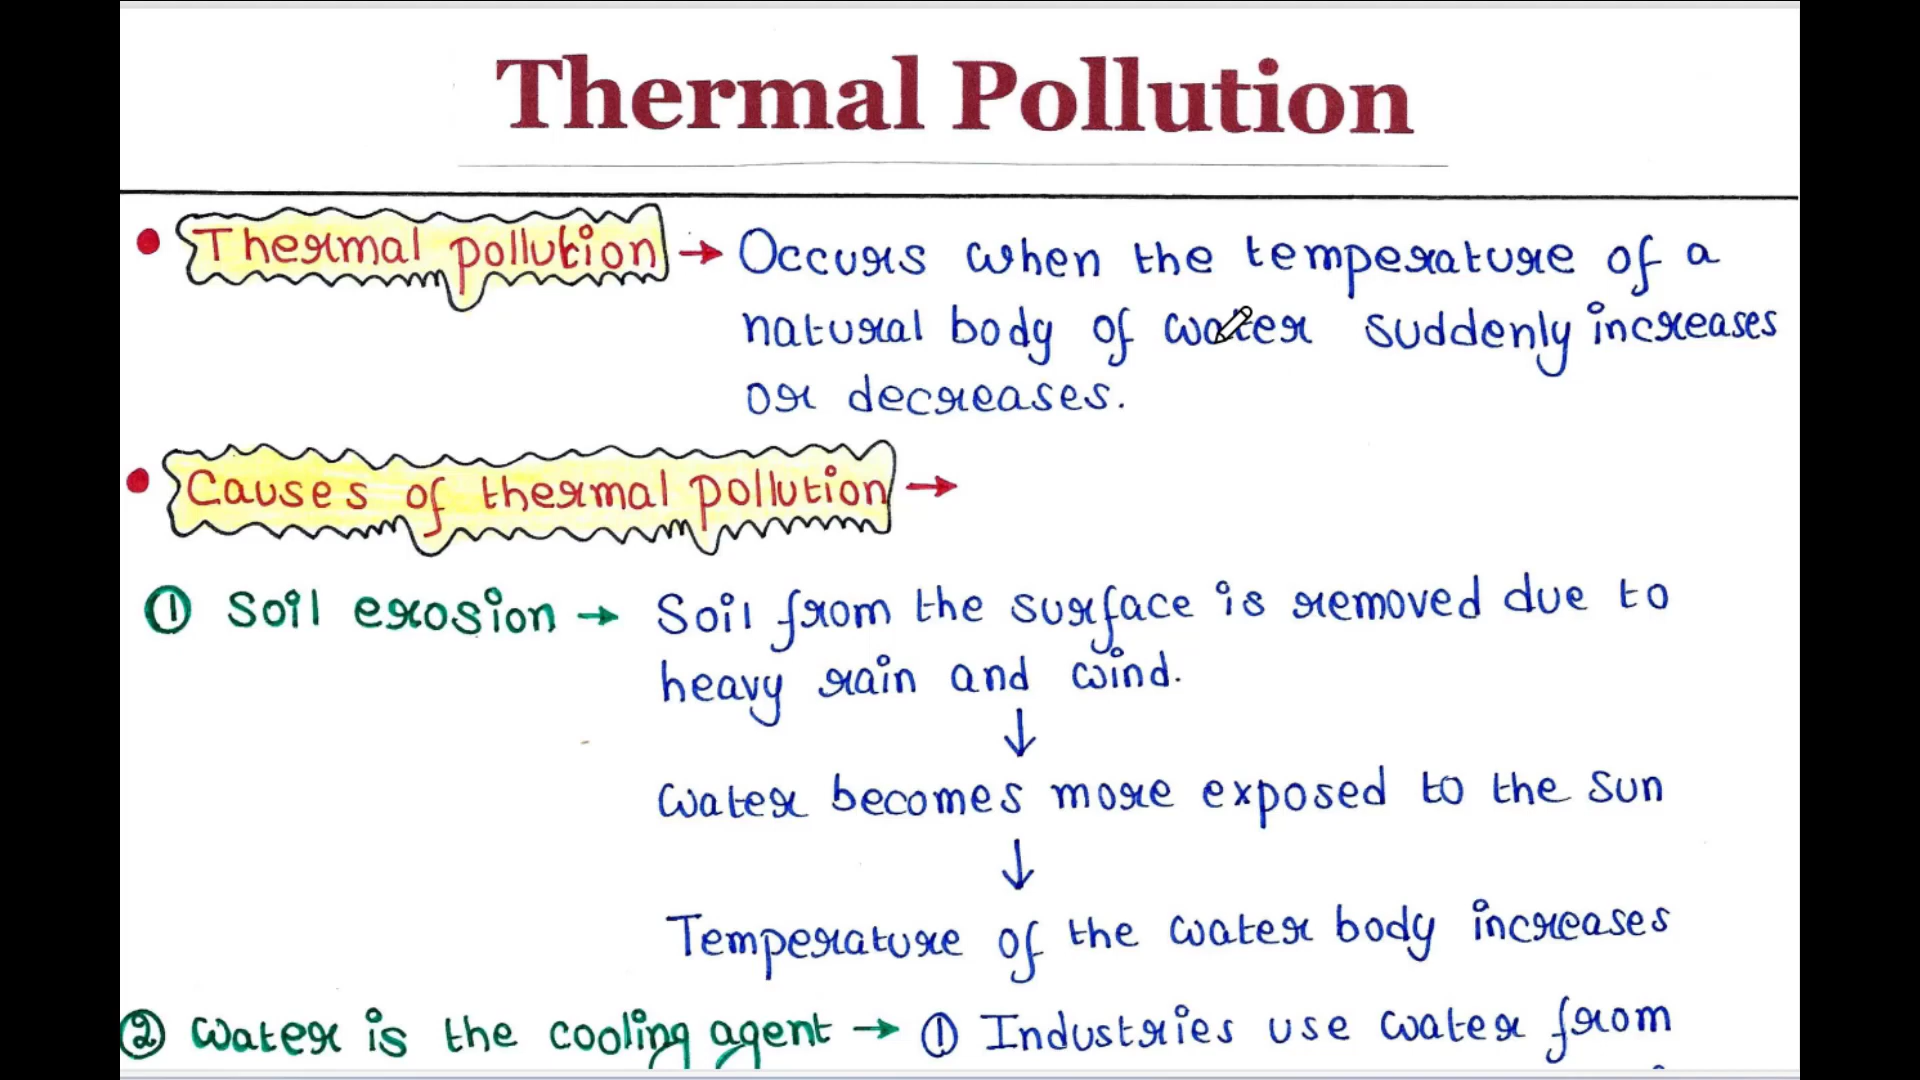 Thermal Pollution
• Thermal pollution → Occurs when the temperature of a
natural body of water suddenly increases
or decreases.
• Causes of thermal pollution →
① Soil erosion → Soil from the surface is removed due to
heavy rain and wind.
↓
Water becomes more exposed to the sun
↓
Temperature of the water body increases
② Water is the cooling agent → ① Industries use water from